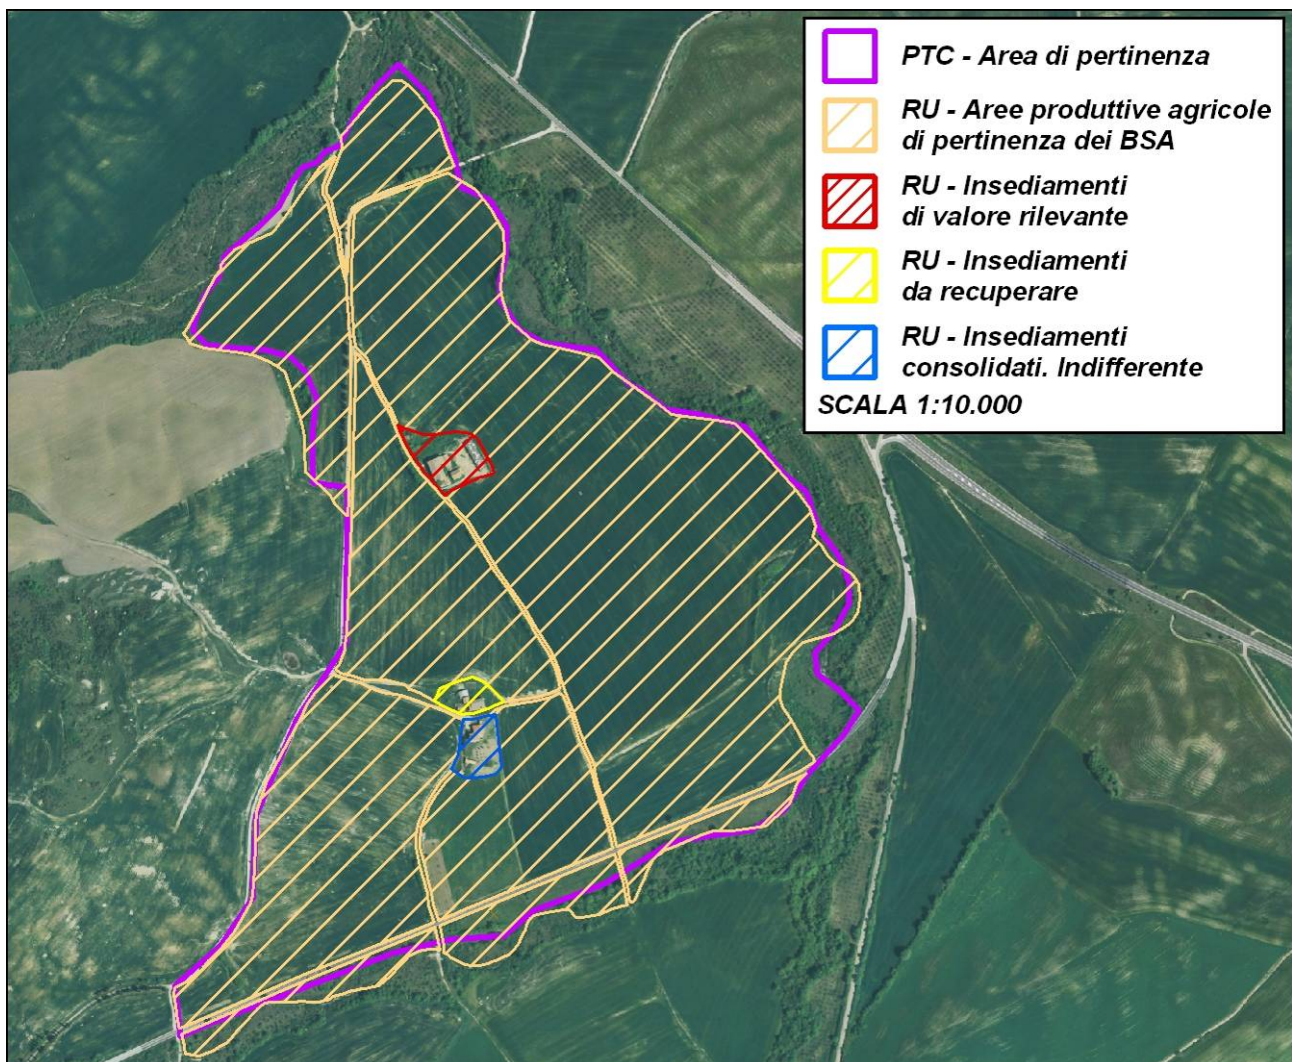 PTC - Area di pertinenza
RU - Aree produttive agricole
di pertinenza dei BSA
RU - Insediamenti
di valore rilevante
RU - Insediamenti
da recuperare
RU - Insediamenti
consolidati. Indifferente
SCALA 1:10.000